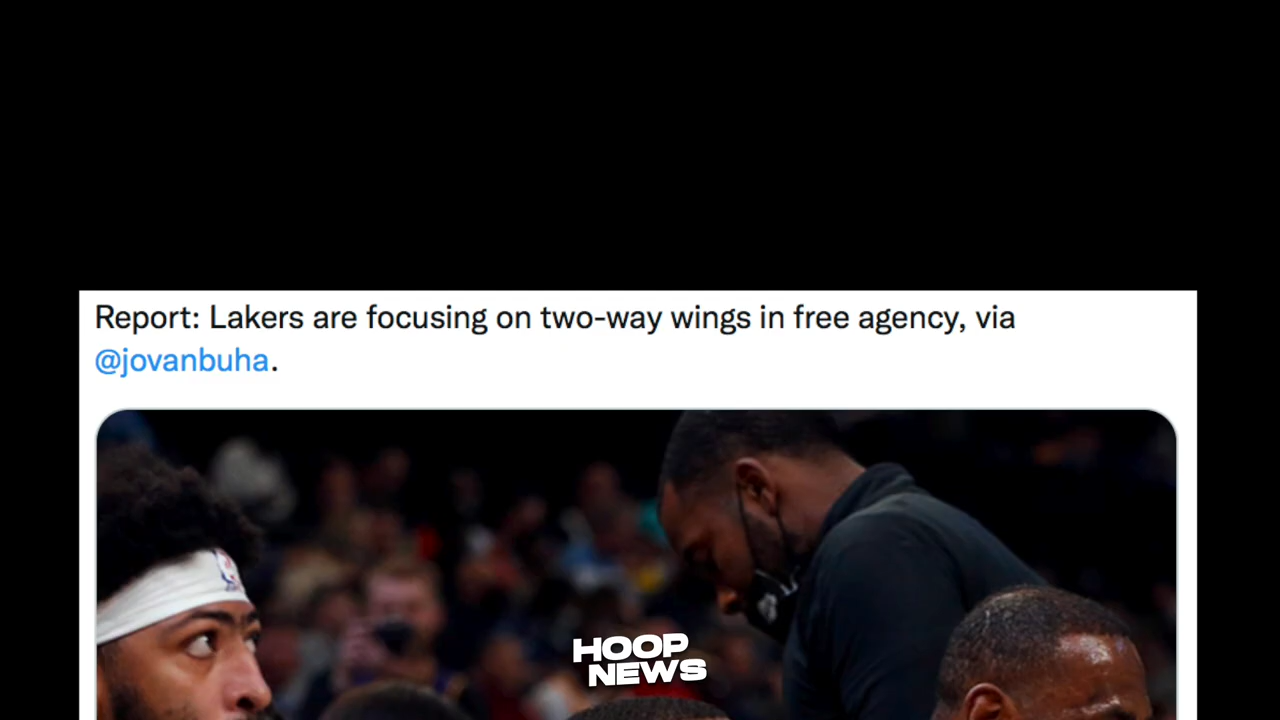 Report: Lakers are focusing on two-way wings in free agency, via
@jovanbuha.
HOOP
NEWS